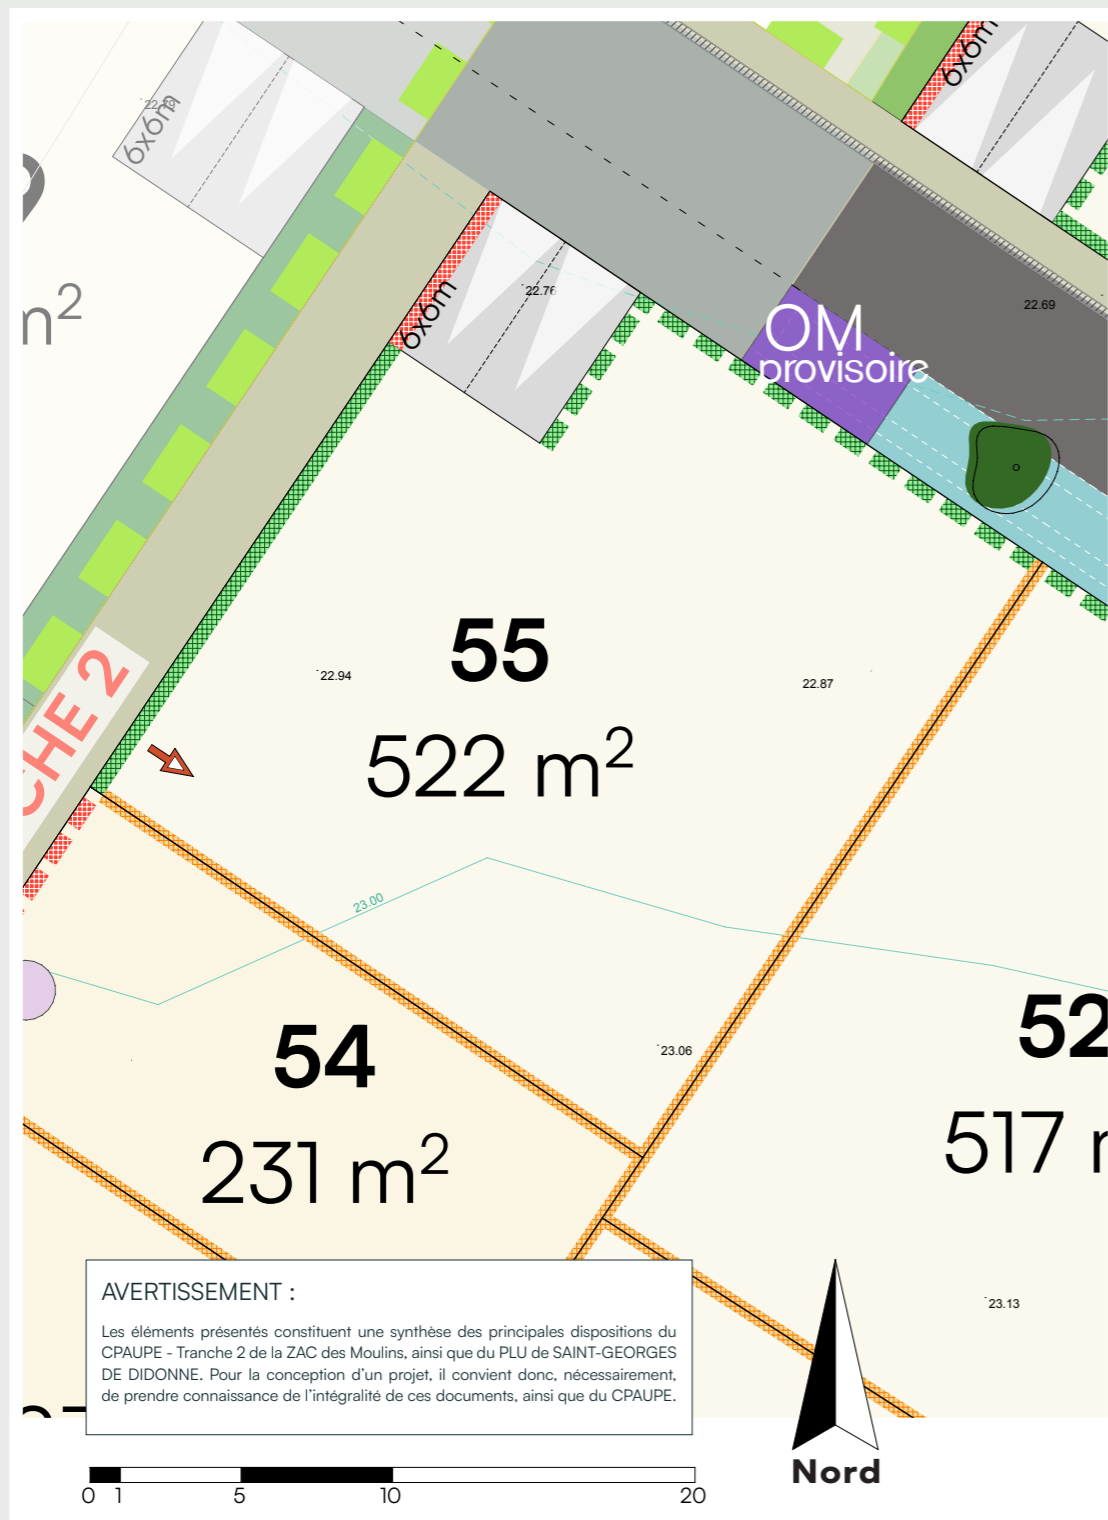 6x6m
6x6m
22.76
6x6m
m²
OM
provisoire
22.69
55
22.94
22.87
522 m²
CHE 2
23.00
54
23.06
52
231 m²
517
23.13
AVERTISSEMENT :
Les éléments présentés constituent une synthèse des principales dispositions du
CPAUPE - Tranche 2 de la ZAC des Moulins, ainsi que du PLU de SAINT-GEORGES
DE DIDONNE. Pour la conception d'un projet, il convient donc, nécessairement,
de prendre connaissance de l'intégralité de ces documents, ainsi que du CPAUPE.
0 1 5 10 20
Nord